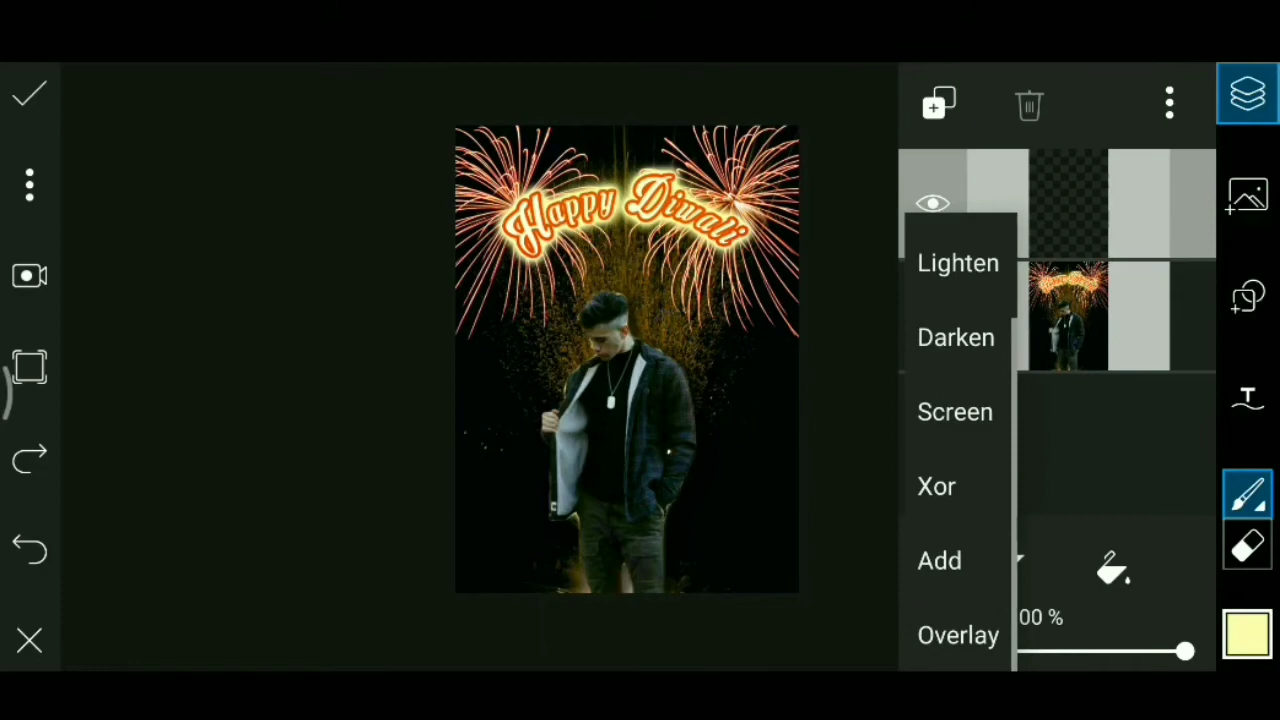 Happy Diwali
Lighten
Darken
Screen
Xor
Add
00 %
Overlay
T